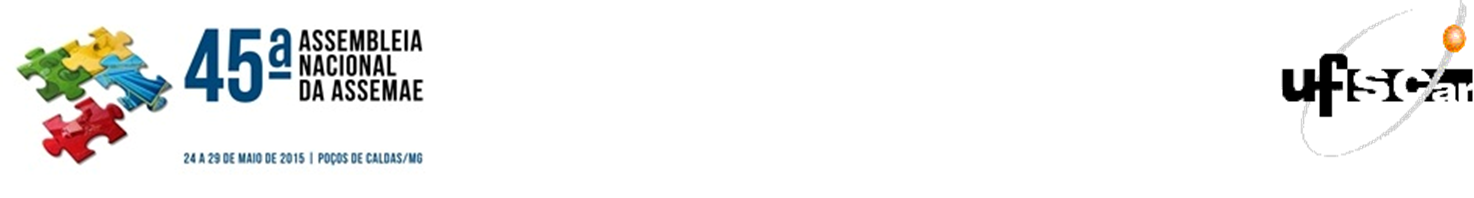 45ª
ASSEMBLEIA
NACIONAL
DA ASSEMAE
24 A 29 DE MAIO DE 2015 | POÇOS DE CALDAS/MG
ufscar